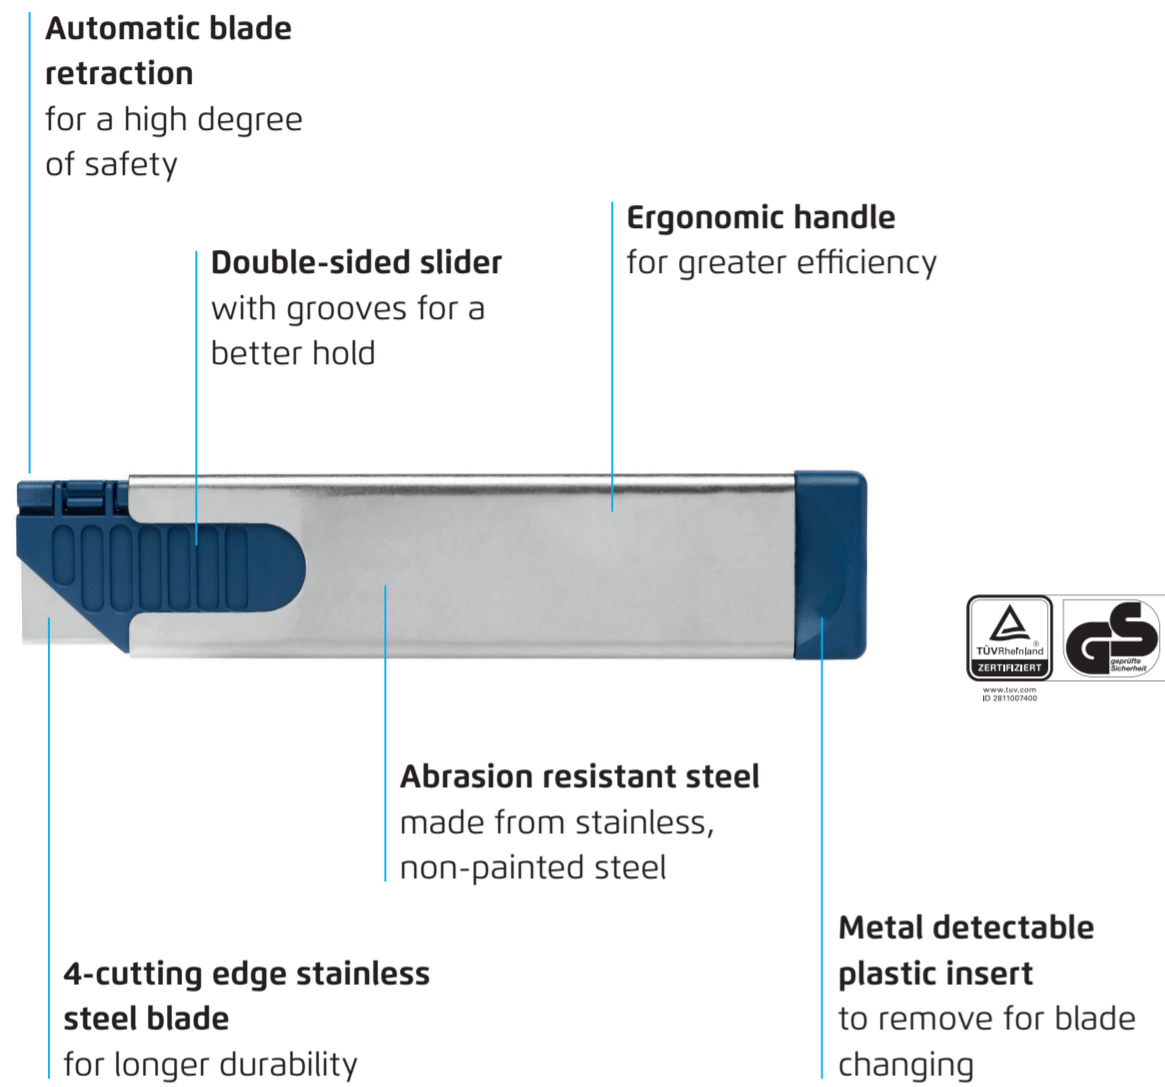 Automatic blade
retraction
for a high degree
of safety
Ergonomic handle
for greater efficiency
Double-sided slider
with grooves for a
better hold
TÜVRheinland
®
ZERTIFIZIERT
www.tuv.com
ID 2811007400
GS
geprüfte
Sicherheit
Abrasion resistant steel
made from stainless,
non-painted steel
4-cutting edge stainless
steel blade
for longer durability
Metal detectable
plastic insert
to remove for blade
changing